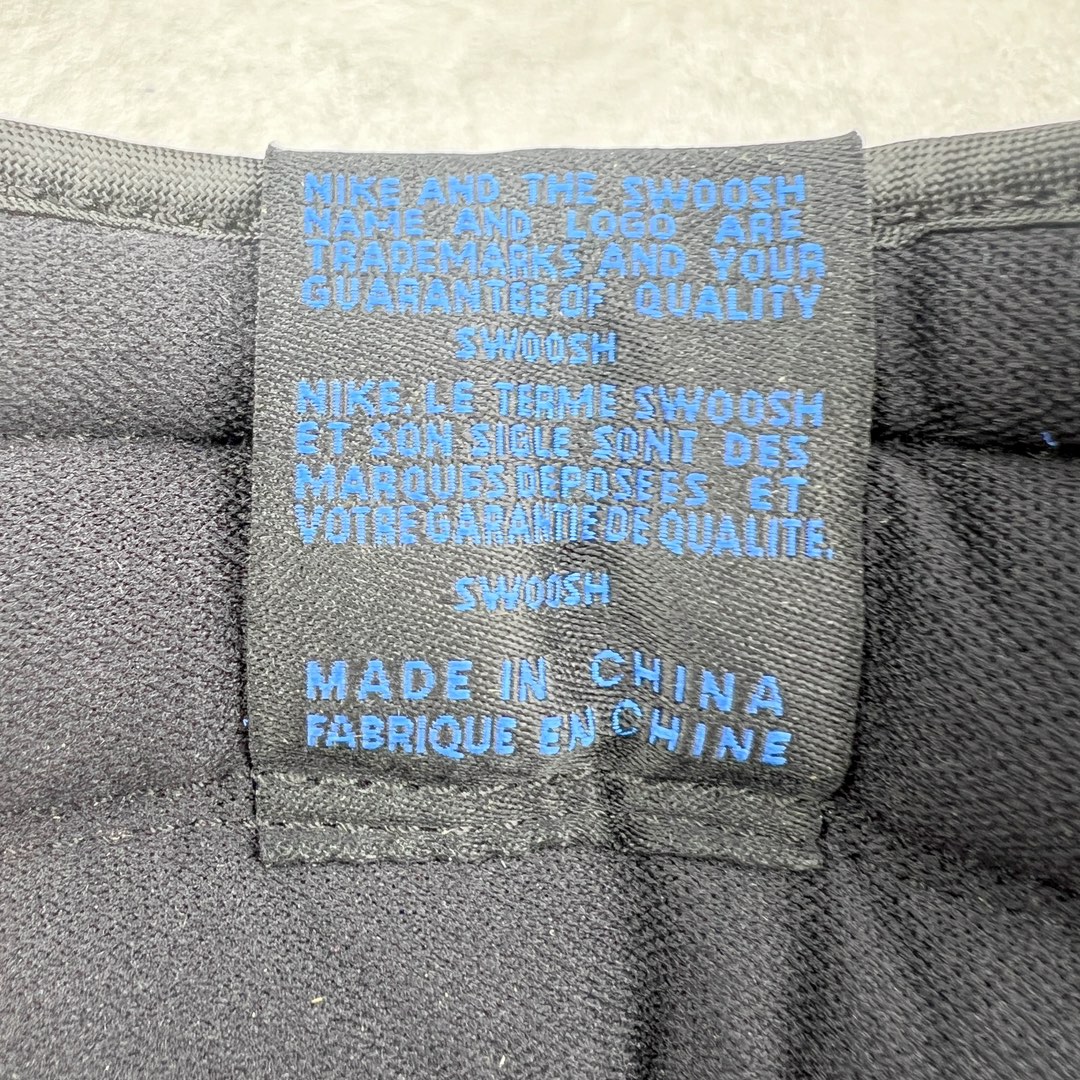 NIKE AND THE SWOOSH
NAME AND LOGO ARE
TRADEMARKS AND YOUR
GUARANTEE OF QUALITY
SWOOSH
NIKE, LE TERME SWOOSH
ET SON SIGLE SONT DES
MARQUES DEPOSEES ET
VOTRE GARANTIE DE QUALITE.
SWOOSH
MADE IN CHINA
FABRIQUE EN CHINE